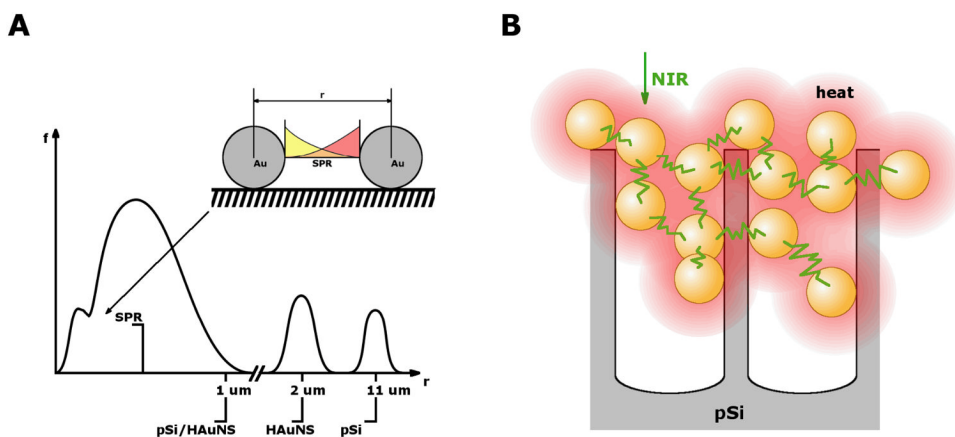 A
B
NIR
heat
r
f
Au
Au
SPR
SPR
1 um
2 um
11 um
r
pSi/HAuNS
HAuNS
pSi
pSi